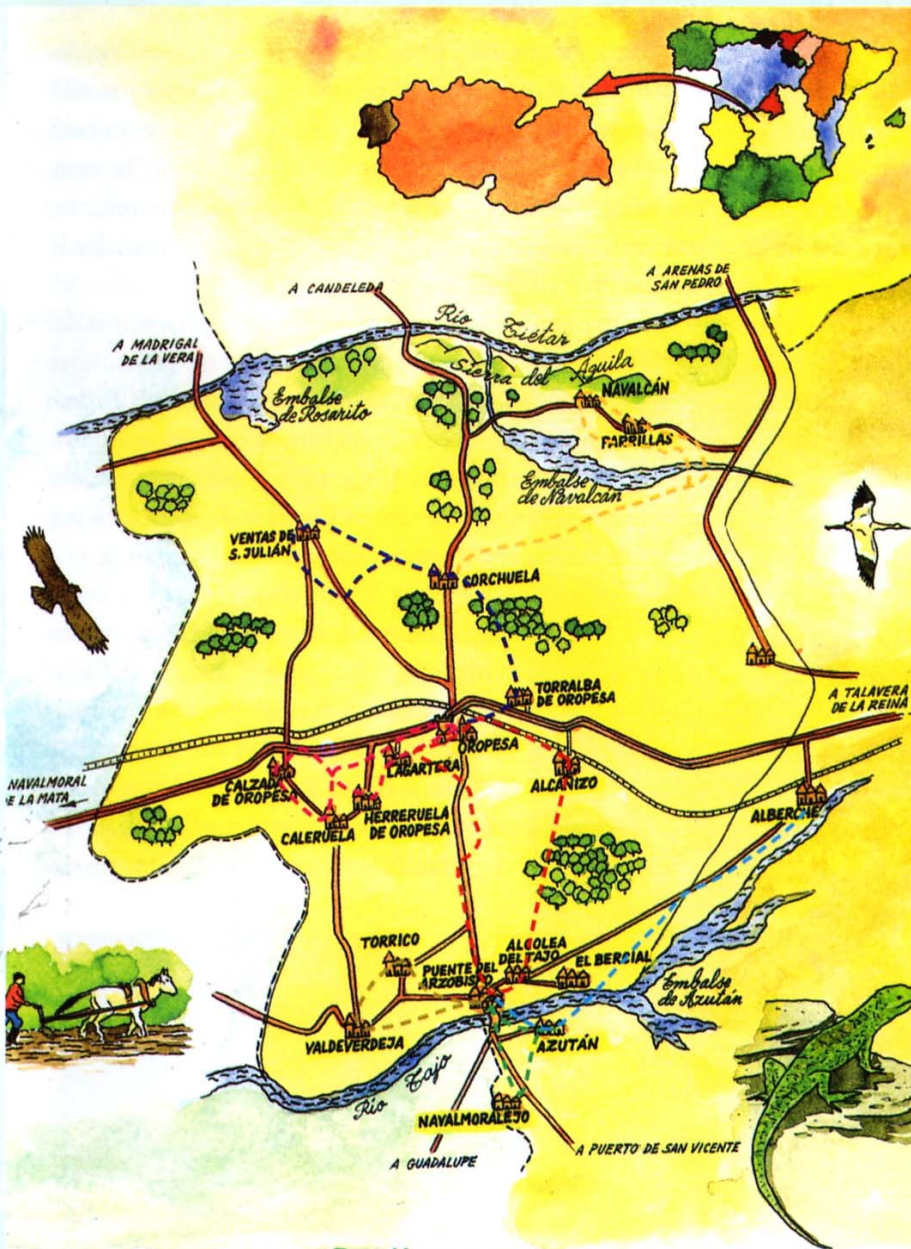 A CANDELEDA
A ARENAS DE
SAN PEDRO
A MADRIGAL
DE LA VERA
Río Tiétar
Sierra del Águila
Embalse
de Rosarito
NAVALCÁN
PARRILLAS
Embalse
de Navalcán
VENTAS DE
S. JULIÁN
CORCHUELA
TORRALBA
DE OROPESA
A TALAVERA
DE LA REINA
OROPESA
LAGARTERA
ALCAÑIZO
NAVALMORAL
DE LA MATA
CALZADA
DE OROPESA
HERRERUELA
DE OROPESA
CALERUELA
ALBERCHE
TORRICO
ALCOLEA
DEL TAJO
EL BERCIAL
PUENTE DEL
ARZOBISPO
Embalse
de Azután
VALDEVERDEJA
AZUTÁN
Río Tajo
NAVALMORALEJO
A PUERTO DE SAN VICENTE
A GUADALUPE